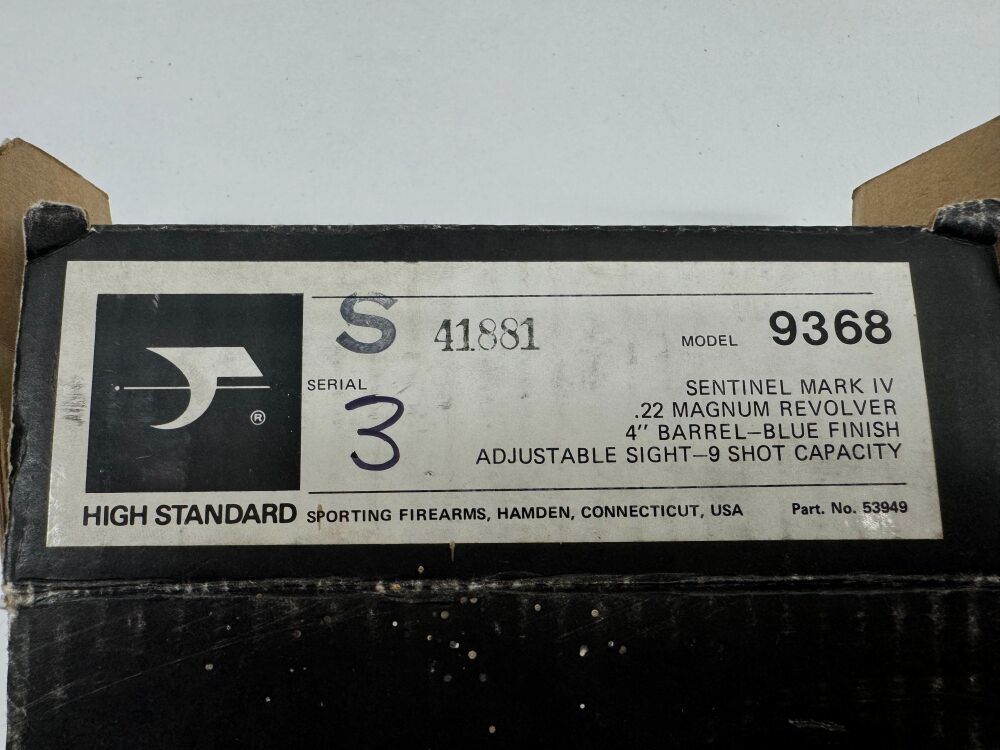 S 41881
MODEL 9368
SERIAL
3
SENTINEL MARK IV
.22 MAGNUM REVOLVER
4" BARREL–BLUE FINISH
ADJUSTABLE SIGHT–9 SHOT CAPACITY
®
HIGH STANDARD SPORTING FIREARMS, HAMDEN, CONNECTICUT, USA Part. No. 53949